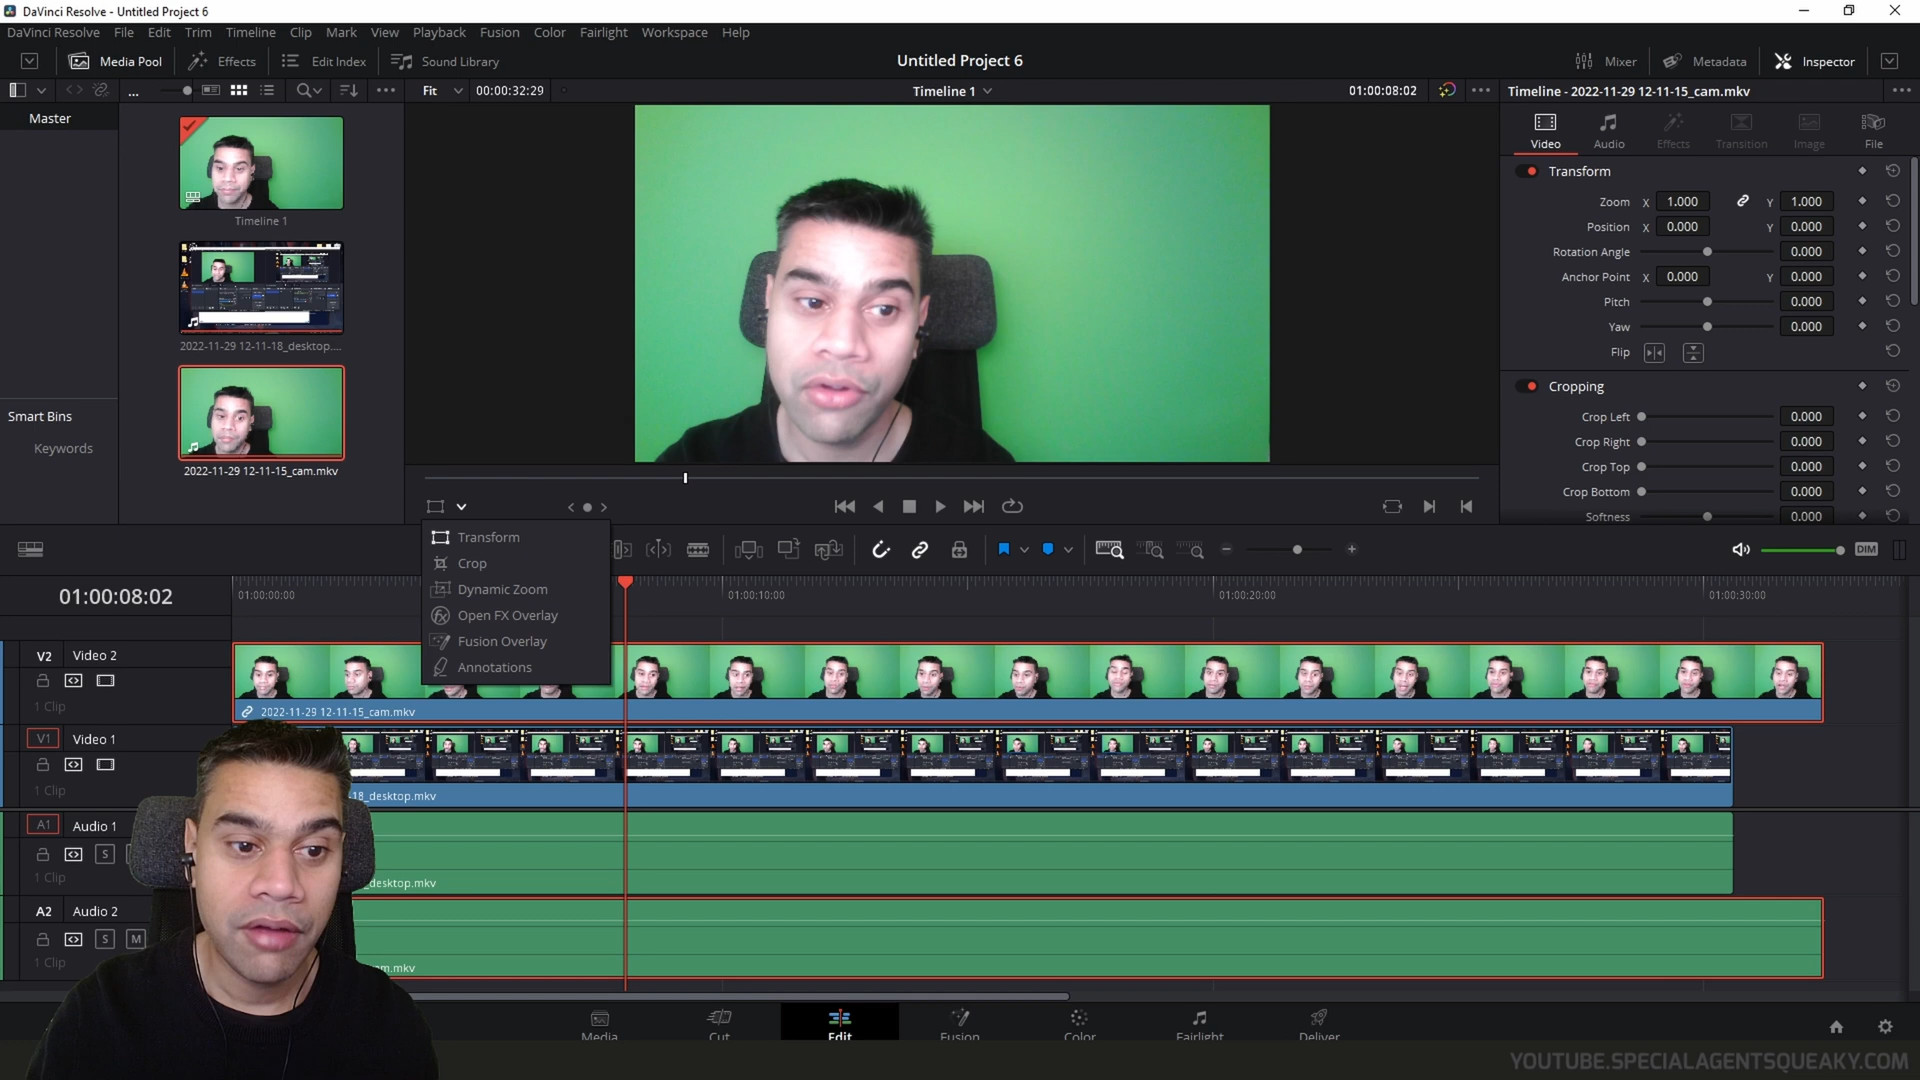 DaVinci Resolve - Untitled Project 6
DaVinci Resolve File Edit Trim Timeline Clip Mark View Playback Fusion Color Fairlight Workspace Help
Media Pool Effects Edit Index Sound Library Untitled Project 6 Mixer Metadata Inspector
... Fit 00:00:32:29 Timeline 1 01:00:08:02 Timeline - 2022-11-29 12-11-15_cam.mkv
Master
Timeline 1
2022-11-29 12-11-18_desktop....
2022-11-29 12-11-15_cam.mkv
Smart Bins
Keywords
Video Audio Effects Transition Image File
Transform
Zoom X 1.000 Y 1.000
Position X 0.000 Y 0.000
Rotation Angle 0.000
Anchor Point X 0.000 Y 0.000
Pitch 0.000
Yaw 0.000
Flip
Cropping
Crop Left 0.000
Crop Right 0.000
Crop Top 0.000
Crop Bottom 0.000
Softness 0.000
Transform
Crop
Dynamic Zoom
Open FX Overlay
Fusion Overlay
Annotations
DIM
01:00:08:02 01:00:00:00 01:00:10:00 01:00:20:00 01:00:30:00
V2 Video 2
1 Clip
2022-11-29 12-11-15_cam.mkv
V1 Video 1
1 Clip
18_desktop.mkv
A1 Audio 1
S
1 Clip
_desktop.mkv
A2 Audio 2
S M
1 Clip
am.mkv
Media Cut Edit Fusion Color Fairlight Deliver
YOUTUBE.SPECIALAGENTSQUEAKY.COM